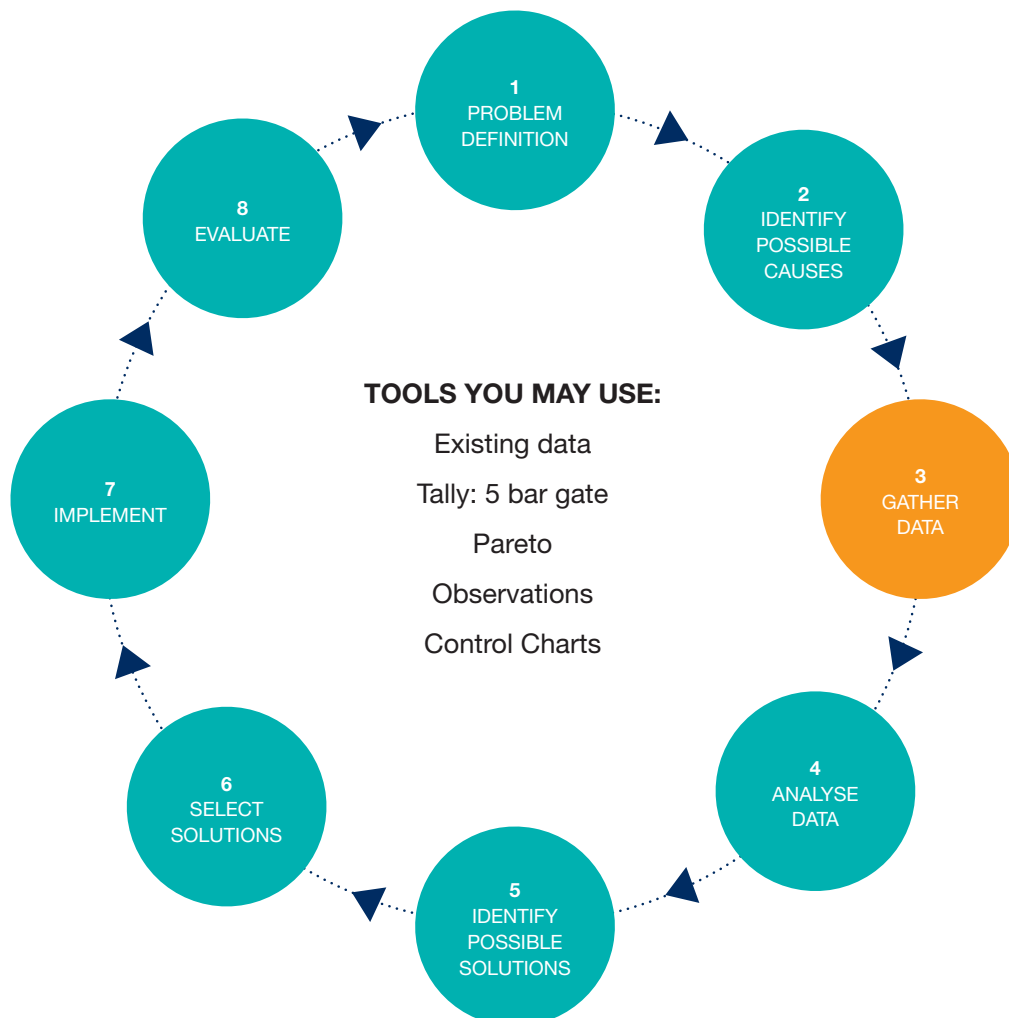 1
PROBLEM
DEFINITION
2
IDENTIFY
POSSIBLE
CAUSES
3
GATHER
DATA
4
ANALYSE
DATA
5
IDENTIFY
POSSIBLE
SOLUTIONS
6
SELECT
SOLUTIONS
7
IMPLEMENT
8
EVALUATE
TOOLS YOU MAY USE:
Existing data
Tally: 5 bar gate
Pareto
Observations
Control Charts